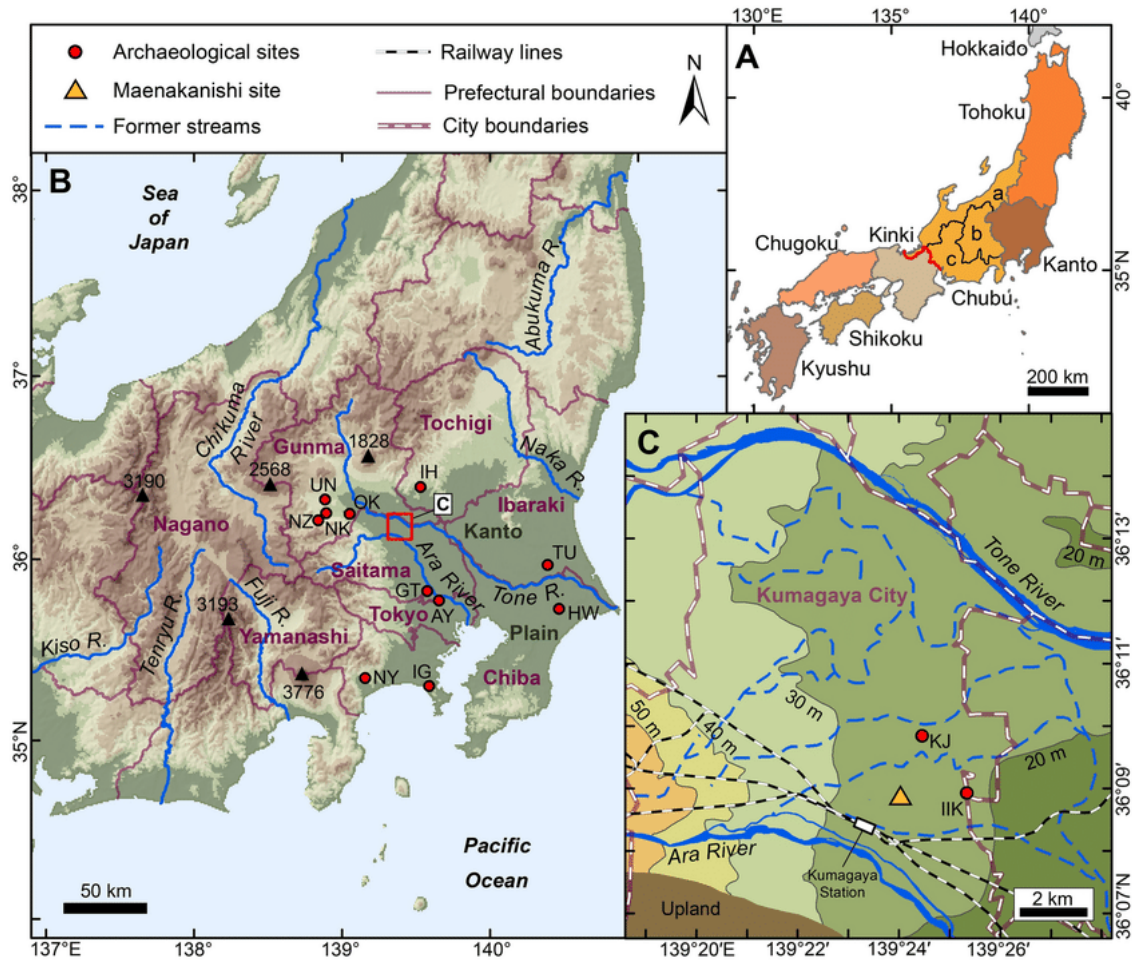 Archaeological sites
Maenakanishi site
Former streams
Railway lines
Prefectural boundaries
City boundaries
N
A
130°E
135°
140°
40°
35°N
Hokkaido
Tohoku
a
b
c
Kinki
Chugoku
Kanto
Chubu
Shikoku
Kyushu
200 km
B
38°
37°
36°
35°N
137°E
138
139
140
Sea
of
Japan
Abukuma R.
Chikuma
River
Tochigi
Gunma
1828
Naka R.
2568
3190
UN
IH
OK
C
NZ
NK
Ibaraki
Nagano
Kanto
TU
Saitama
Ara River
GT
Tone R.
3193
Fuji R.
Tokyo
AY
HW
Kiso R.
Tenryu R.
Yamanashi
Plain
NY
IG
Chiba
3776
Pacific
Ocean
50 km
C
36°13'
36°11'
36°09'
36°07'N
139°20'E
139°22'
139°24'
139°26'
20 m
Tone River
Kumagaya City
30 m
50 m
40 m
KJ
20 m
IIK
Ara River
Kumagaya
Station
Upland
2 km